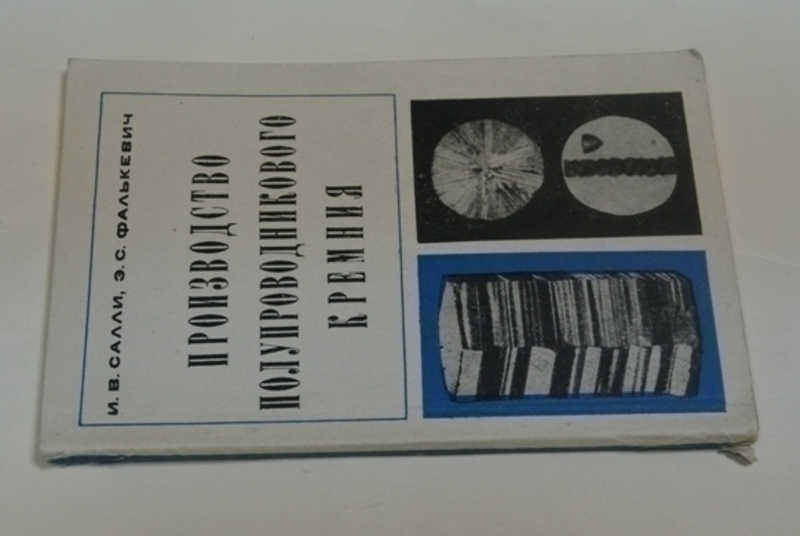 И. В. САЛЛИ, Э. С. ФАЛЬКЕВИЧ
ПРОИЗВОДСТВО
ПОЛУПРОВОДНИКОВОГО
КРЕМНИЯ